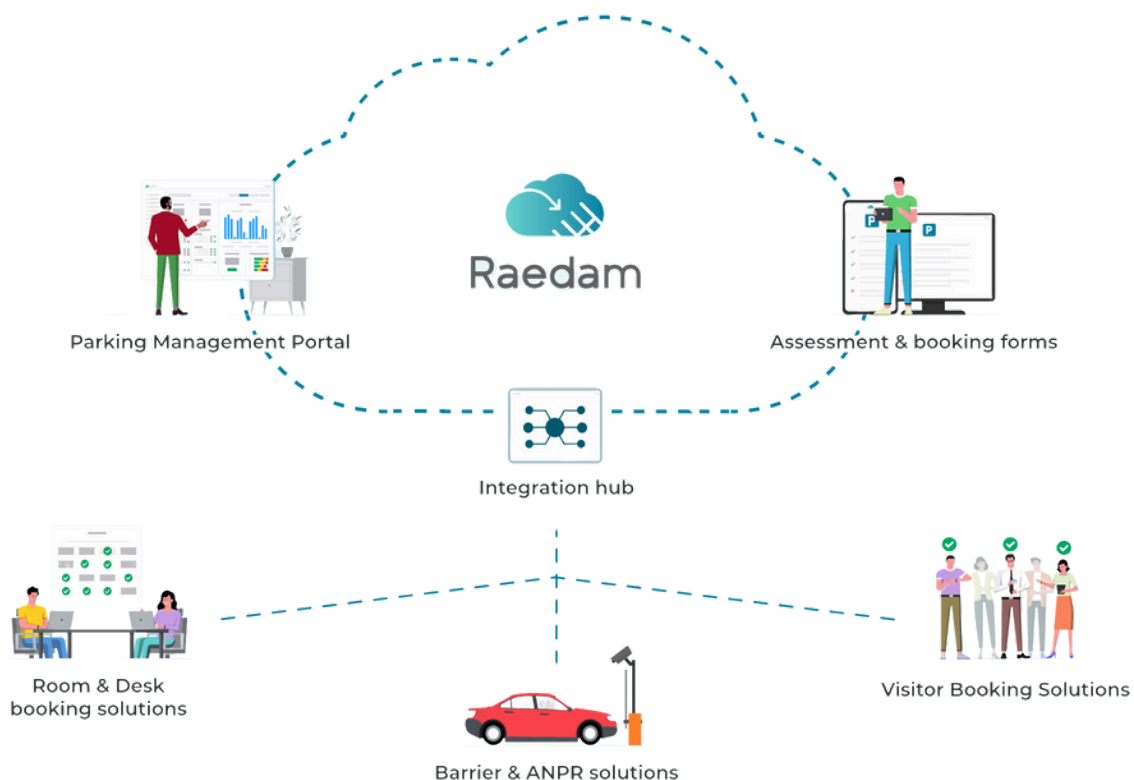 Raedam
Parking Management Portal
P
P
Assessment & booking forms
Integration hub
Room & Desk
booking solutions
Visitor Booking Solutions
Barrier & ANPR solutions